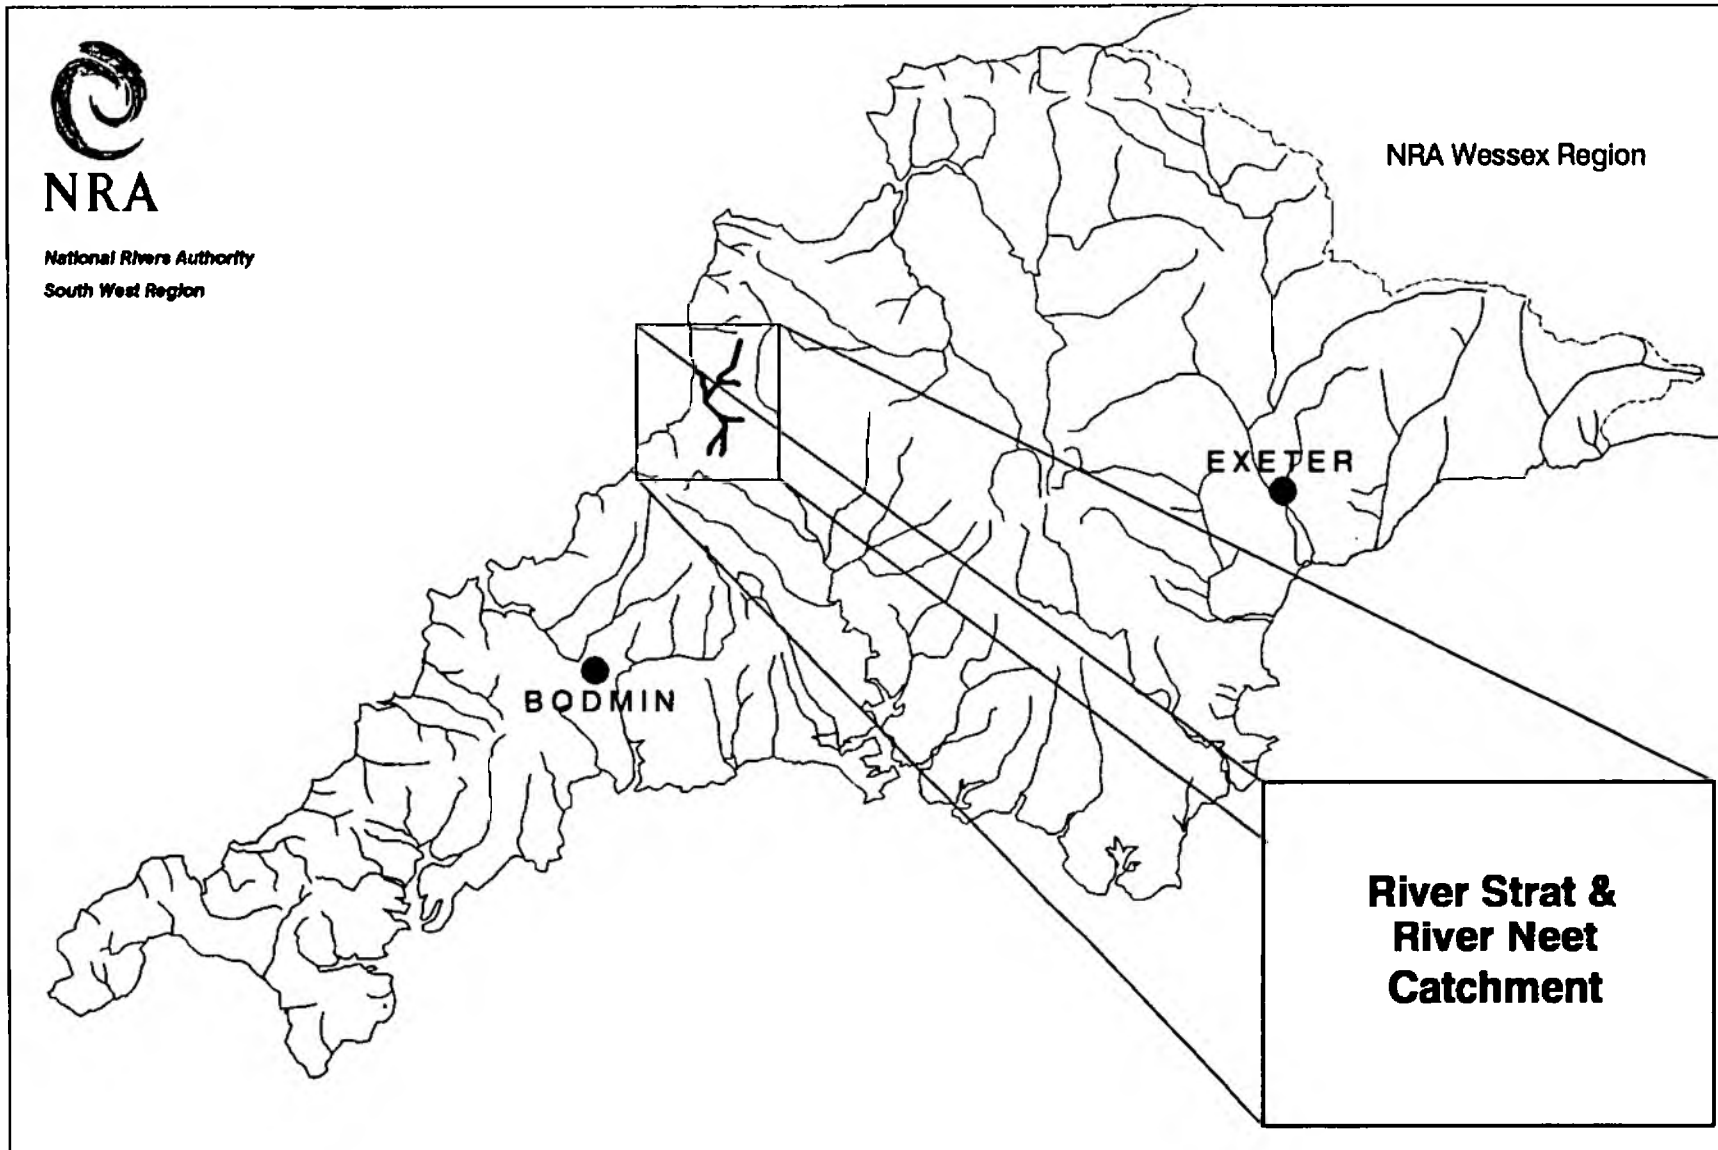 NRA
National Rivers Authority
South West Region
NRA Wessex Region
EXETER
BODMIN
River Strat &
River Neet
Catchment